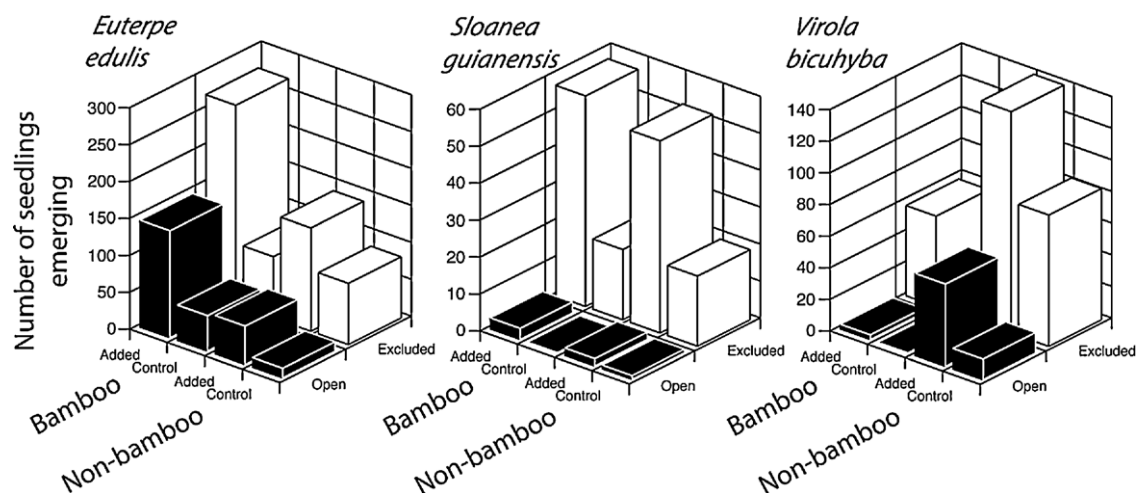 Euterpe
edulis
Sloanea
guianensis
Virola
bicuhyba
Number of seedlings
emerging
300
250
200
150
100
50
0
Added
Control
Added
Control
Open
Excluded
Bamboo
Non-bamboo
60
50
40
30
20
10
0
Added
Control
Added
Control
Open
Excluded
Bamboo
Non-bamboo
140
120
100
80
60
40
20
0
Added
Control
Added
Control
Open
Excluded
Bamboo
Non-bamboo